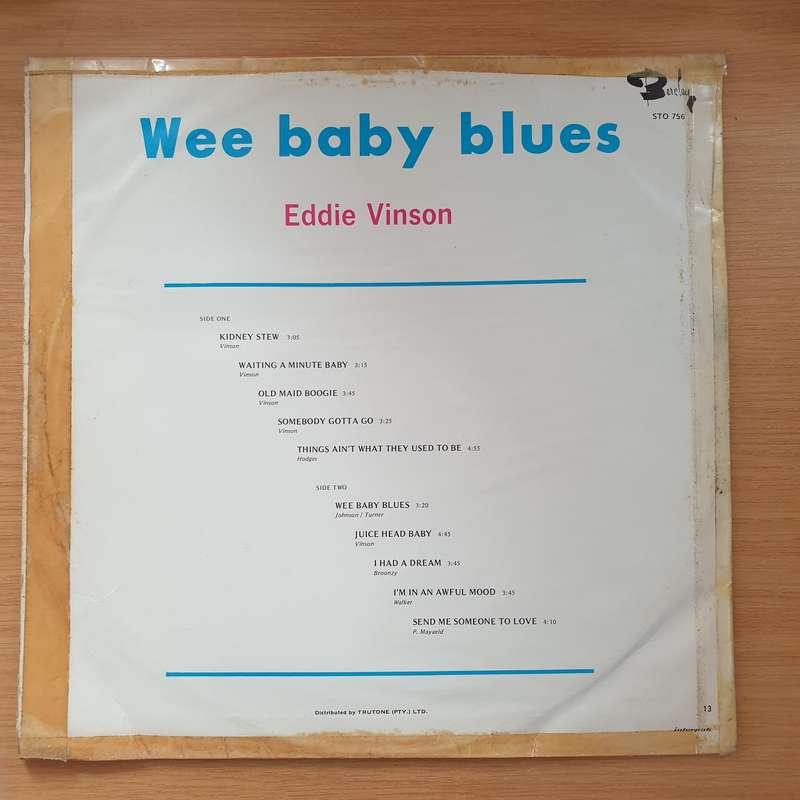 Barclay
STO 756
Wee baby blues
Eddie Vinson
SIDE ONE
KIDNEY STEW 3:05
Vinson
WAITING A MINUTE BABY 3:15
Vinson
OLD MAID BOOGIE 3:45
Vinson
SOMEBODY GOTTA GO 3:25
Vinson
THINGS AIN'T WHAT THEY USED TO BE 4:55
Hodges
SIDE TWO
WEE BABY BLUES 3:20
Johnson / Turner
JUICE HEAD BABY 4:45
Vinson
I HAD A DREAM 3:45
Broonzy
I'M IN AN AWFUL MOOD 3:45
Walker
SEND ME SOMEONE TO LOVE 4:10
P. Mayaeld
Distributed by TRUTONE (PTY.) LTD.
13
interpak